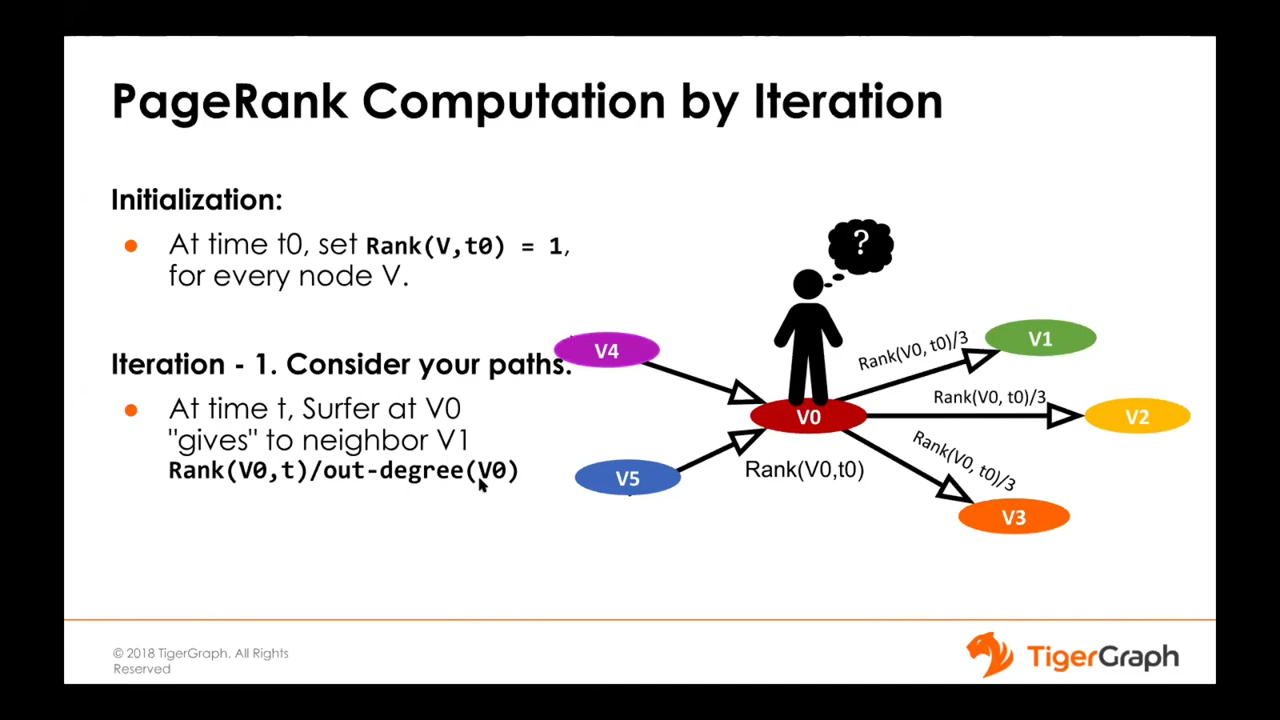 PageRank Computation by Iteration
Initialization:
● At time t0, set Rank(V,t0) = 1,
for every node V.
Iteration - 1. Consider your paths.
● At time t, Surfer at V0
"gives" to neighbor V1
Rank(V0,t)/out-degree(V0)
?
V4
V5
V0
Rank(V0,t0)
Rank(V0, t0)/3
V1
Rank(V0, t0)/3
V2
Rank(V0, t0)/3
V3
© 2018 TigerGraph. All Rights
Reserved
TigerGraph